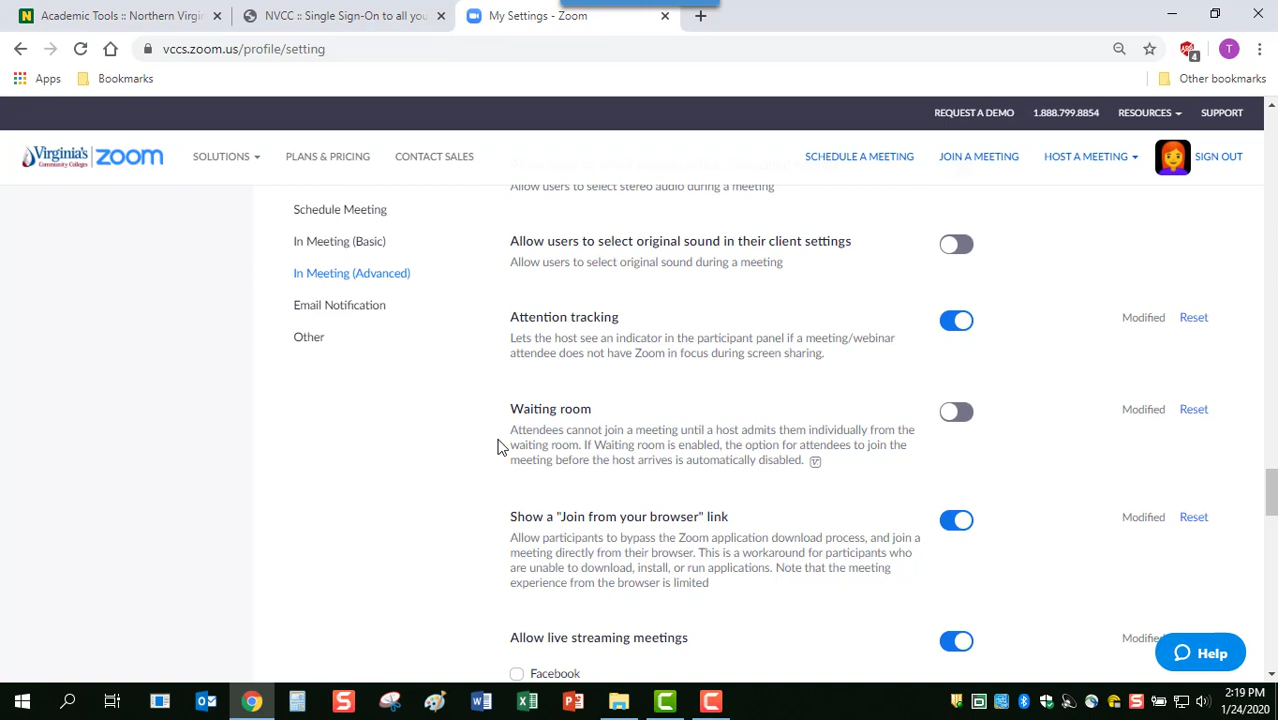 Academic Tools :: Northern Virgin
NVCC :: Single Sign-On to all you
My Settings - Zoom
vccs.zoom.us/profile/setting
4
T
Apps
Bookmarks
Other bookmarks
REQUEST A DEMO
1.888.799.8854
RESOURCES
SUPPORT
Virginia's
Community Colleges
zoom
SOLUTIONS
PLANS & PRICING
CONTACT SALES
SCHEDULE A MEETING
JOIN A MEETING
HOST A MEETING
SIGN OUT
Allow users to select stereo audio during a meeting
Schedule Meeting
In Meeting (Basic)
In Meeting (Advanced)
Email Notification
Other
Allow users to select original sound in their client settings
Allow users to select original sound during a meeting
Attention tracking
Modified
Reset
Lets the host see an indicator in the participant panel if a meeting/webinar
attendee does not have Zoom in focus during screen sharing.
Waiting room
Modified
Reset
Attendees cannot join a meeting until a host admits them individually from the
waiting room. If Waiting room is enabled, the option for attendees to join the
meeting before the host arrives is automatically disabled.
Show a "Join from your browser" link
Modified
Reset
Allow participants to bypass the Zoom application download process, and join a
meeting directly from their browser. This is a workaround for participants who
are unable to download, install, or run applications. Note that the meeting
experience from the browser is limited
Allow live streaming meetings
Modified
Help
Facebook
2:19 PM
1/24/2020